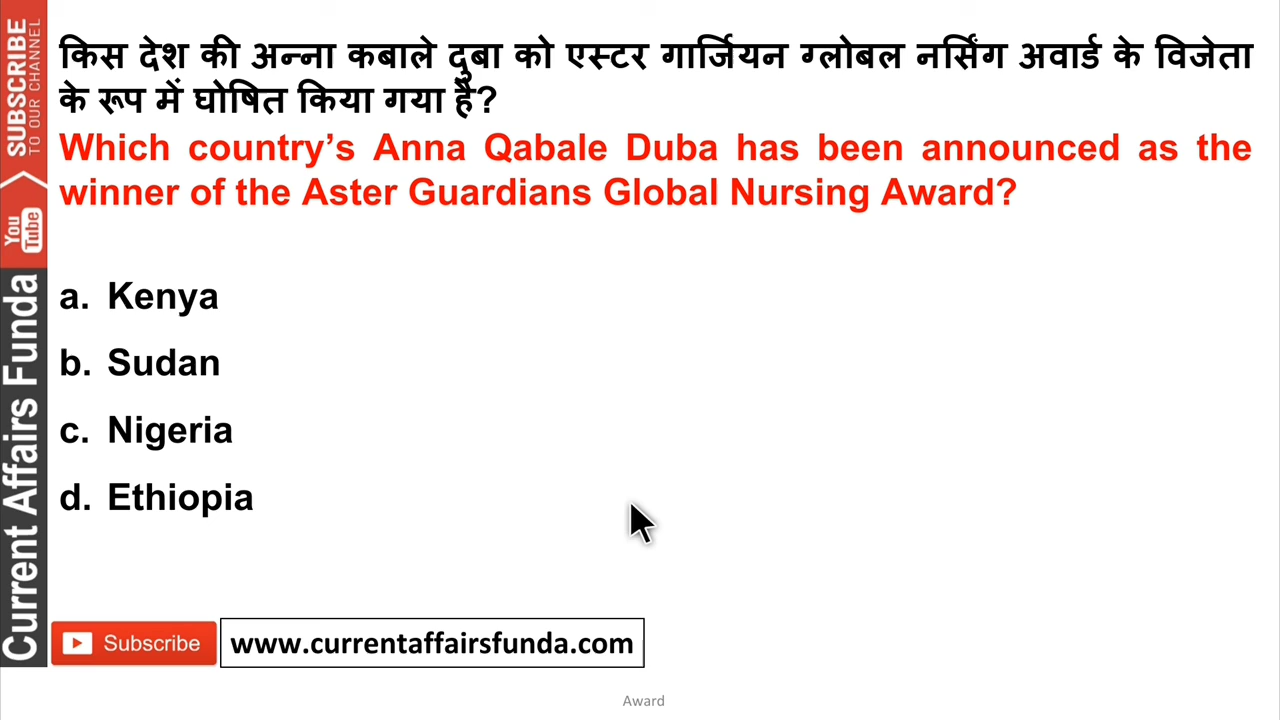 किस देश की अन्ना कबाले दुबा को एस्टर गार्जियन ग्लोबल नर्सिंग अवार्ड के विजेता
के रूप में घोषित किया गया है?
Which country’s Anna Qabale Duba has been announced as the
winner of the Aster Guardians Global Nursing Award?
a. Kenya
b. Sudan
c. Nigeria
d. Ethiopia
SUBSCRIBE
TO OUR CHANNEL
You
Tube
Current Affairs Funda
Subscribe
www.currentaffairsfunda.com
Award